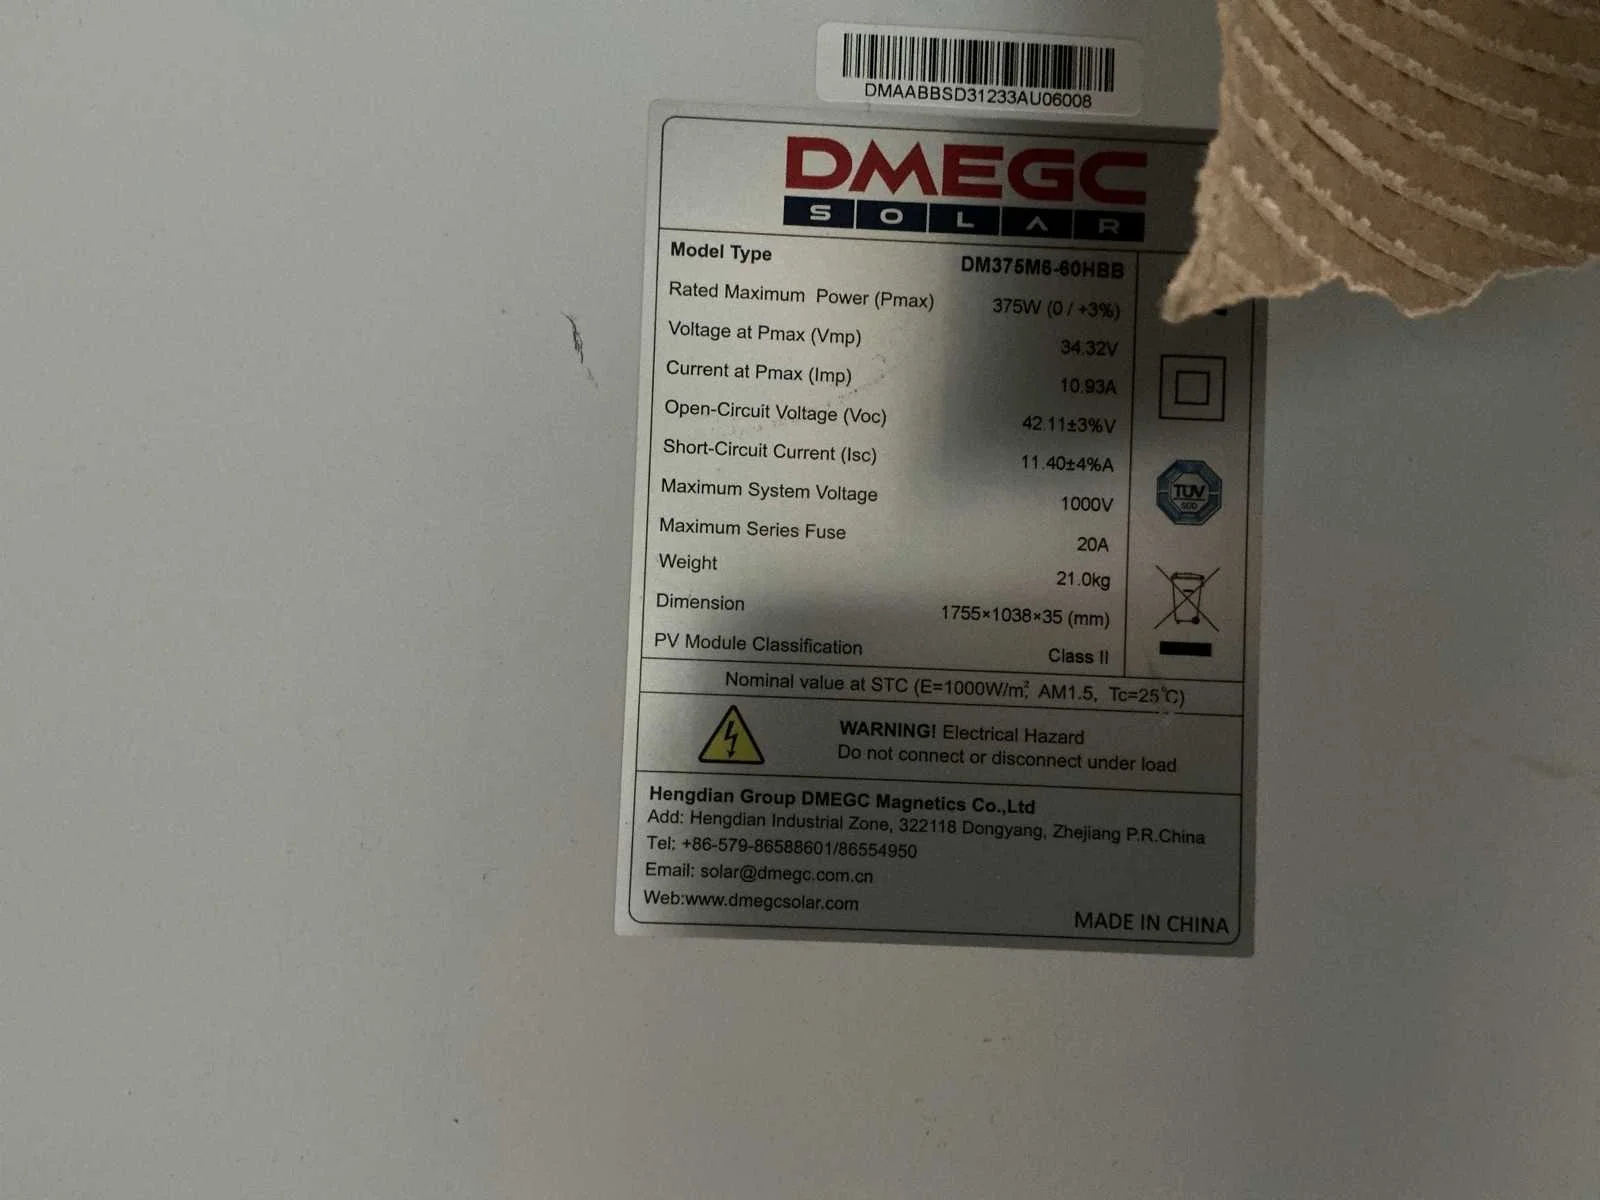 DMAABBSD31233AU06008
DMEGC
SOLAR
Model Type DM375M6-60HBB
Rated Maximum Power (Pmax) 375W (0 / +3%)
Voltage at Pmax (Vmp) 34.32V
Current at Pmax (Imp) 10.93A
Open-Circuit Voltage (Voc) 42.11±3%V
Short-Circuit Current (Isc) 11.40±4%A
Maximum System Voltage 1000V
Maximum Series Fuse 20A
Weight 21.0kg
Dimension 1755×1038×35 (mm)
PV Module Classification Class II
TÜV
SÜD
Nominal value at STC (E=1000W/m², AM1.5, Tc=25℃)
WARNING! Electrical Hazard
Do not connect or disconnect under load
Hengdian Group DMEGC Magnetics Co.,Ltd
Add: Hengdian Industrial Zone, 322118 Dongyang, Zhejiang P.R.China
Tel: +86-579-86588601/86554950
Email: solar@dmegc.com.cn
Web:www.dmegcsolar.com
MADE IN CHINA